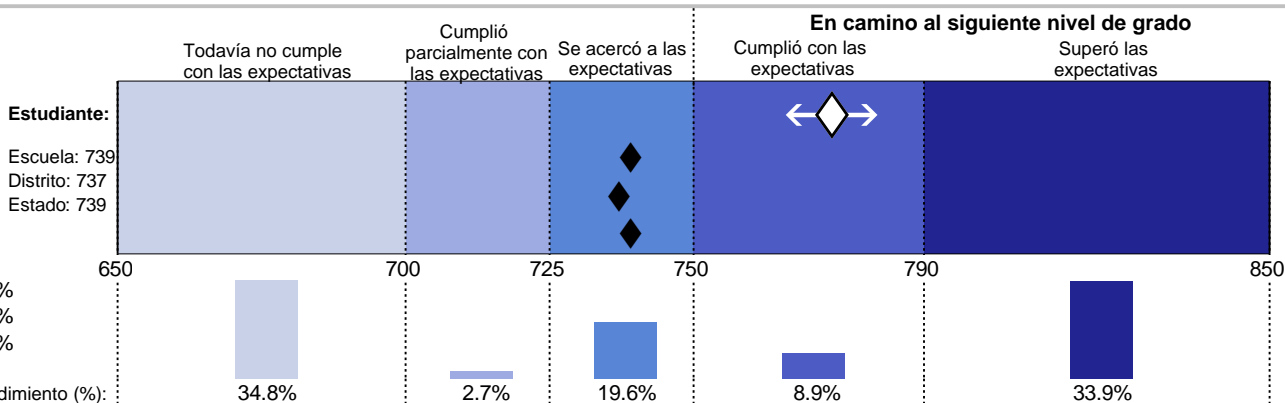 En camino al siguiente nivel de grado
Todavía no cumple
con las expectativas
Cumplió
parcialmente con
las expectativas
Se acercó a las
expectativas
Cumplió con las
expectativas
Superó las
expectativas
Estudiante:
Escuela: 739
Distrito: 737
Estado: 739
650 700 725 750 790 850
%
%
%
dimiento (%): 34.8% 2.7% 19.6% 8.9% 33.9%